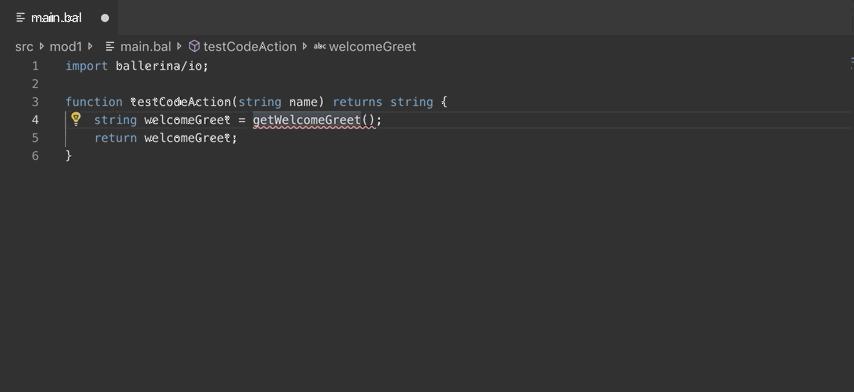 main.bal
src mod1 main.bal testCodeAction abc welcomeGreet
1 import ballerina/io;
2
3 function testCodeAction(string name) returns string {
4 string welcomeGreet = getWelcomeGreet();
5 return welcomeGreet;
6 }